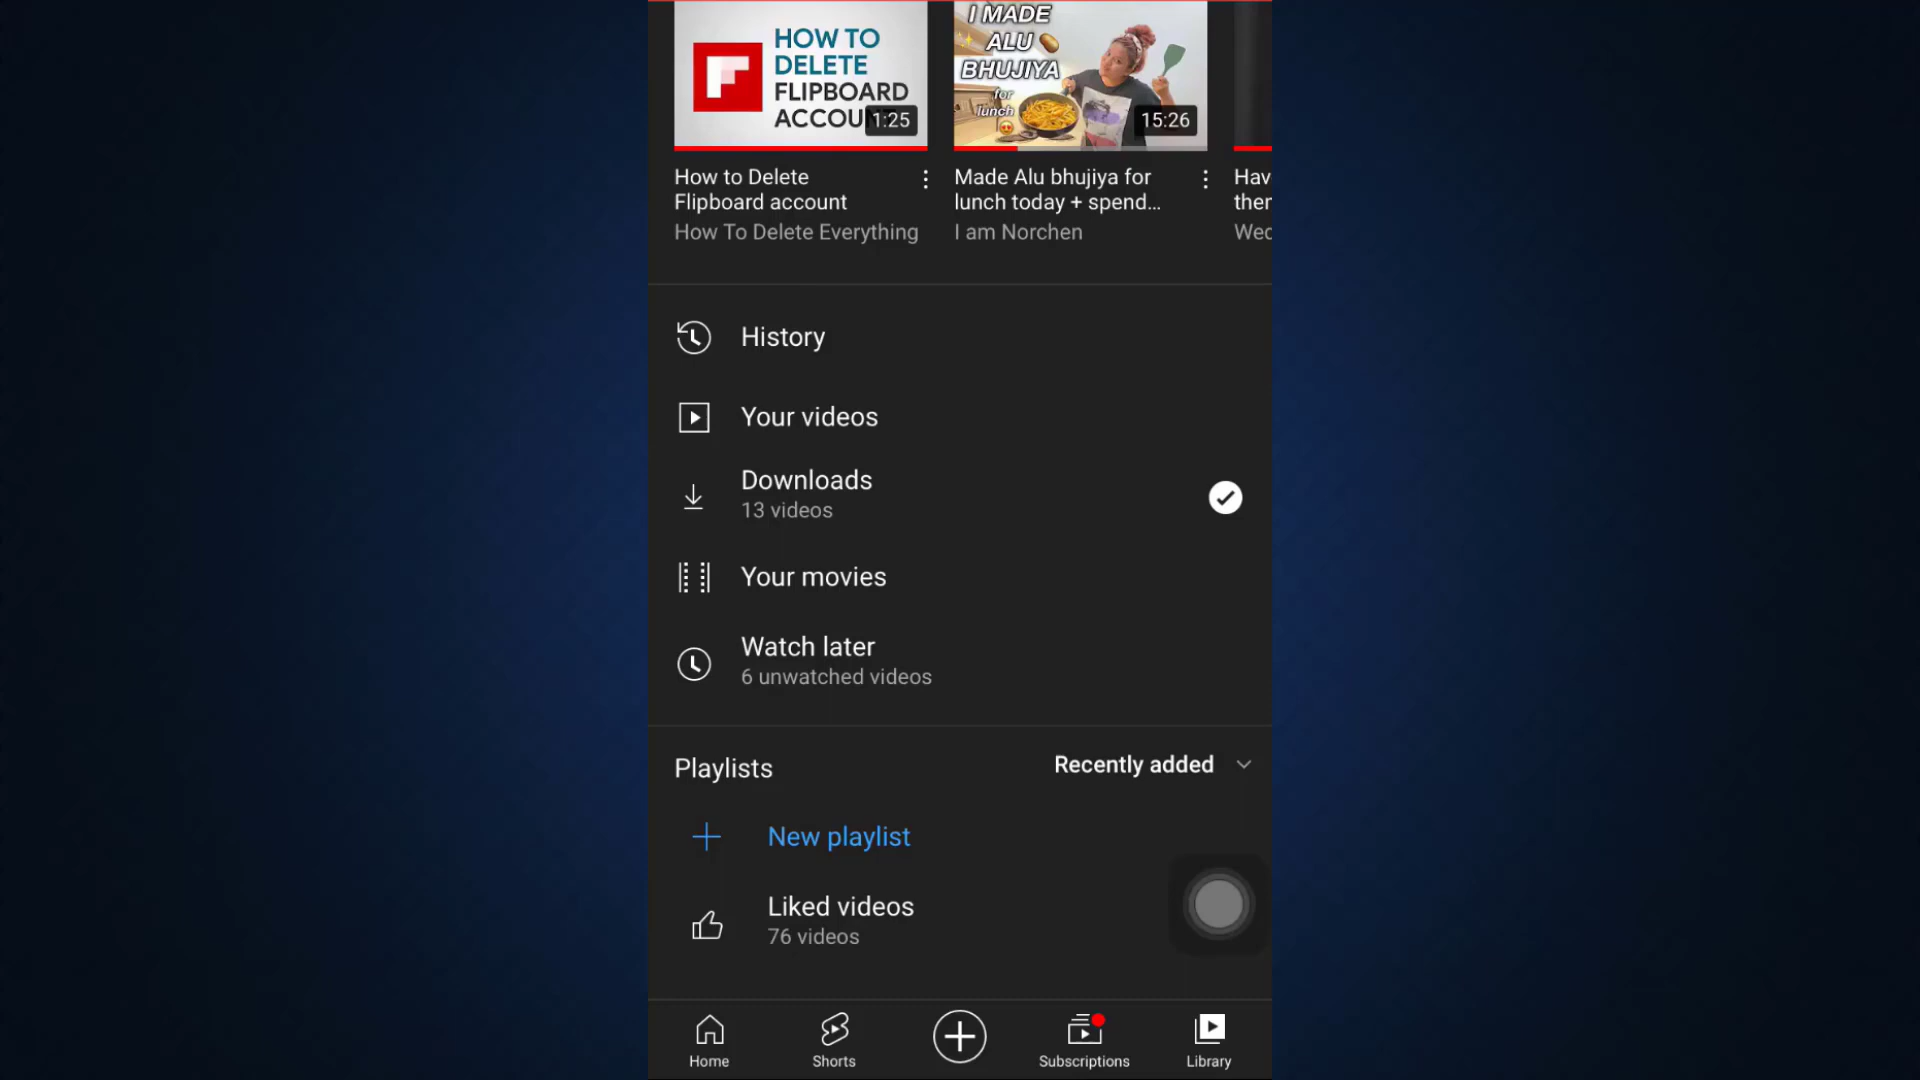 HOW TO
DELETE
FLIPBOARD
ACCOU
1:25
I MADE
ALU
BHUJIYA
for
lunch
15:26
How to Delete
Flipboard account
How To Delete Everything
Made Alu bhujiya for
lunch today + spend...
I am Norchen
Hav
ther
Wed
History
Your videos
Downloads
13 videos
Your movies
Watch later
6 unwatched videos
Playlists
Recently added
New playlist
Liked videos
76 videos
Home
Shorts
Subscriptions
Library